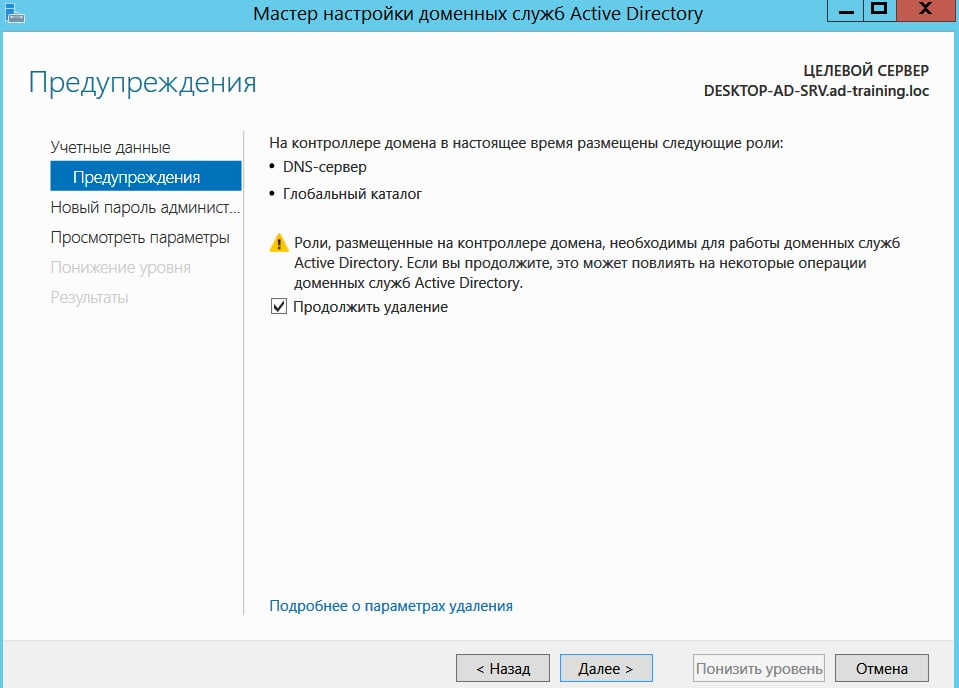 Мастер настройки доменных служб Active Directory
Предупреждения
ЦЕЛЕВОЙ СЕРВЕР
DESKTOP-AD-SRV.ad-training.loc
Учетные данные
Предупреждения
Новый пароль админист...
Просмотреть параметры
Понижение уровня
Результаты
На контроллере домена в настоящее время размещены следующие роли:
• DNS-сервер
• Глобальный каталог
Роли, размещенные на контроллере домена, необходимы для работы доменных служб
Active Directory. Если вы продолжите, это может повлиять на некоторые операции
доменных служб Active Directory.
Продолжить удаление
Подробнее о параметрах удаления
< Назад
Далее >
Понизить уровень
Отмена